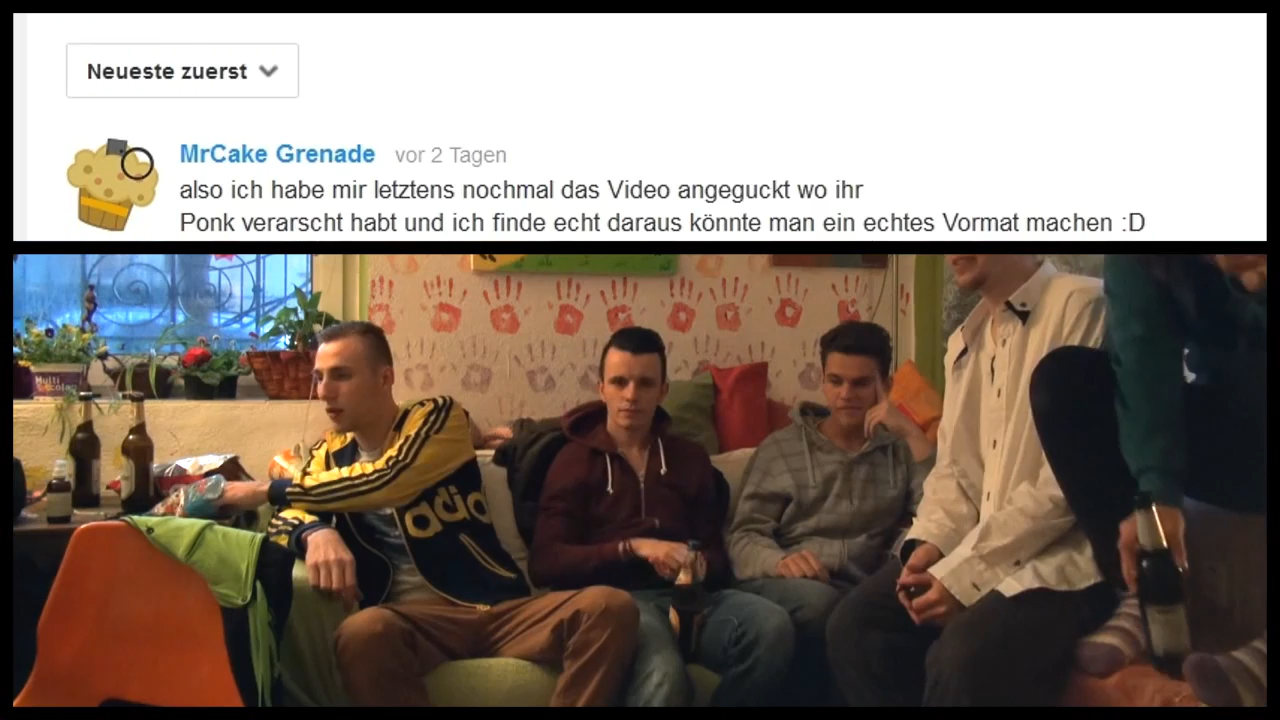 Neueste zuerst
MrCake Grenade vor 2 Tagen
also ich habe mir letztens nochmal das Video angeguckt wo ihr
Ponk verarscht habt und ich finde echt daraus könnte man ein echtes Vormat machen :D
Multi